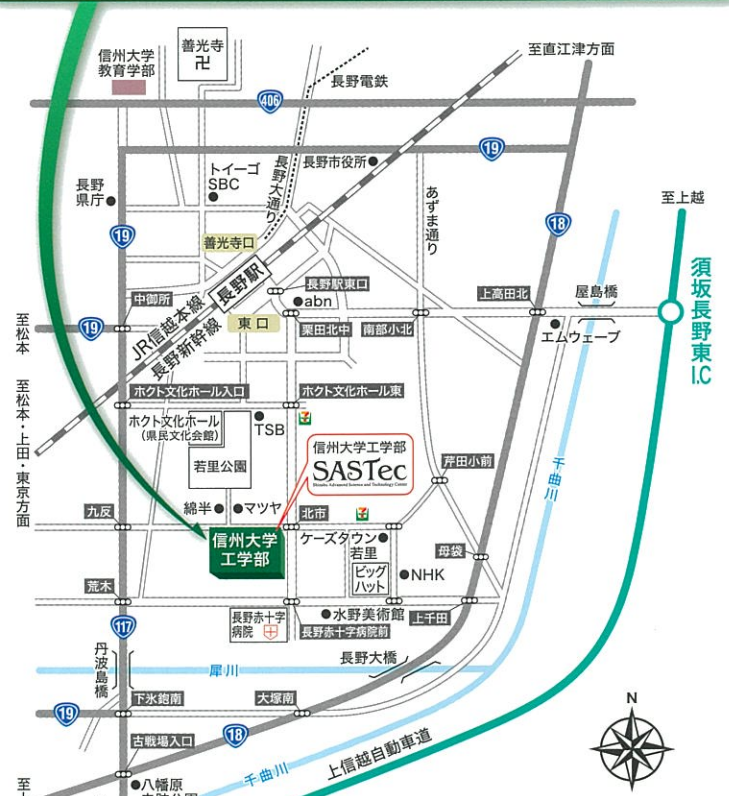 信州大学
教育学部
善光寺
卍
至直江津方面
長野電鉄
406
19
長野市役所
トイーゴ
SBC
長野大通り
長野
県庁
あずま通り
至上越
19
18
善光寺口
長野駅
屋島橋
須坂長野東I.C
中御所
長野駅東口
abn
上高田北
至松本
19
JR信越本線
長野新幹線
東口
栗田北中
南部小北
エムウェーブ
至松本・上田・東京方面
ホクト文化ホール入口
ホクト文化ホール東
ホクト文化ホール
(県民文化会館)
TSB
信州大学工学部
SASTec
Shinshu Advanced Science and Technology Center
若里公園
芹田小前
千曲川
九反
綿半
マツヤ
北市
信州大学
工学部
ケーズタウン
若里
母袋
ビッグ
ハット
NHK
荒木
117
長野赤十字
病院
水野美術館
上千田
長野赤十字病院前
丹波島橋
長野大橋
犀川
下氷鉋南
大塚南
19
18
N
古戦場入口
上信越自動車道
千曲川
八幡原